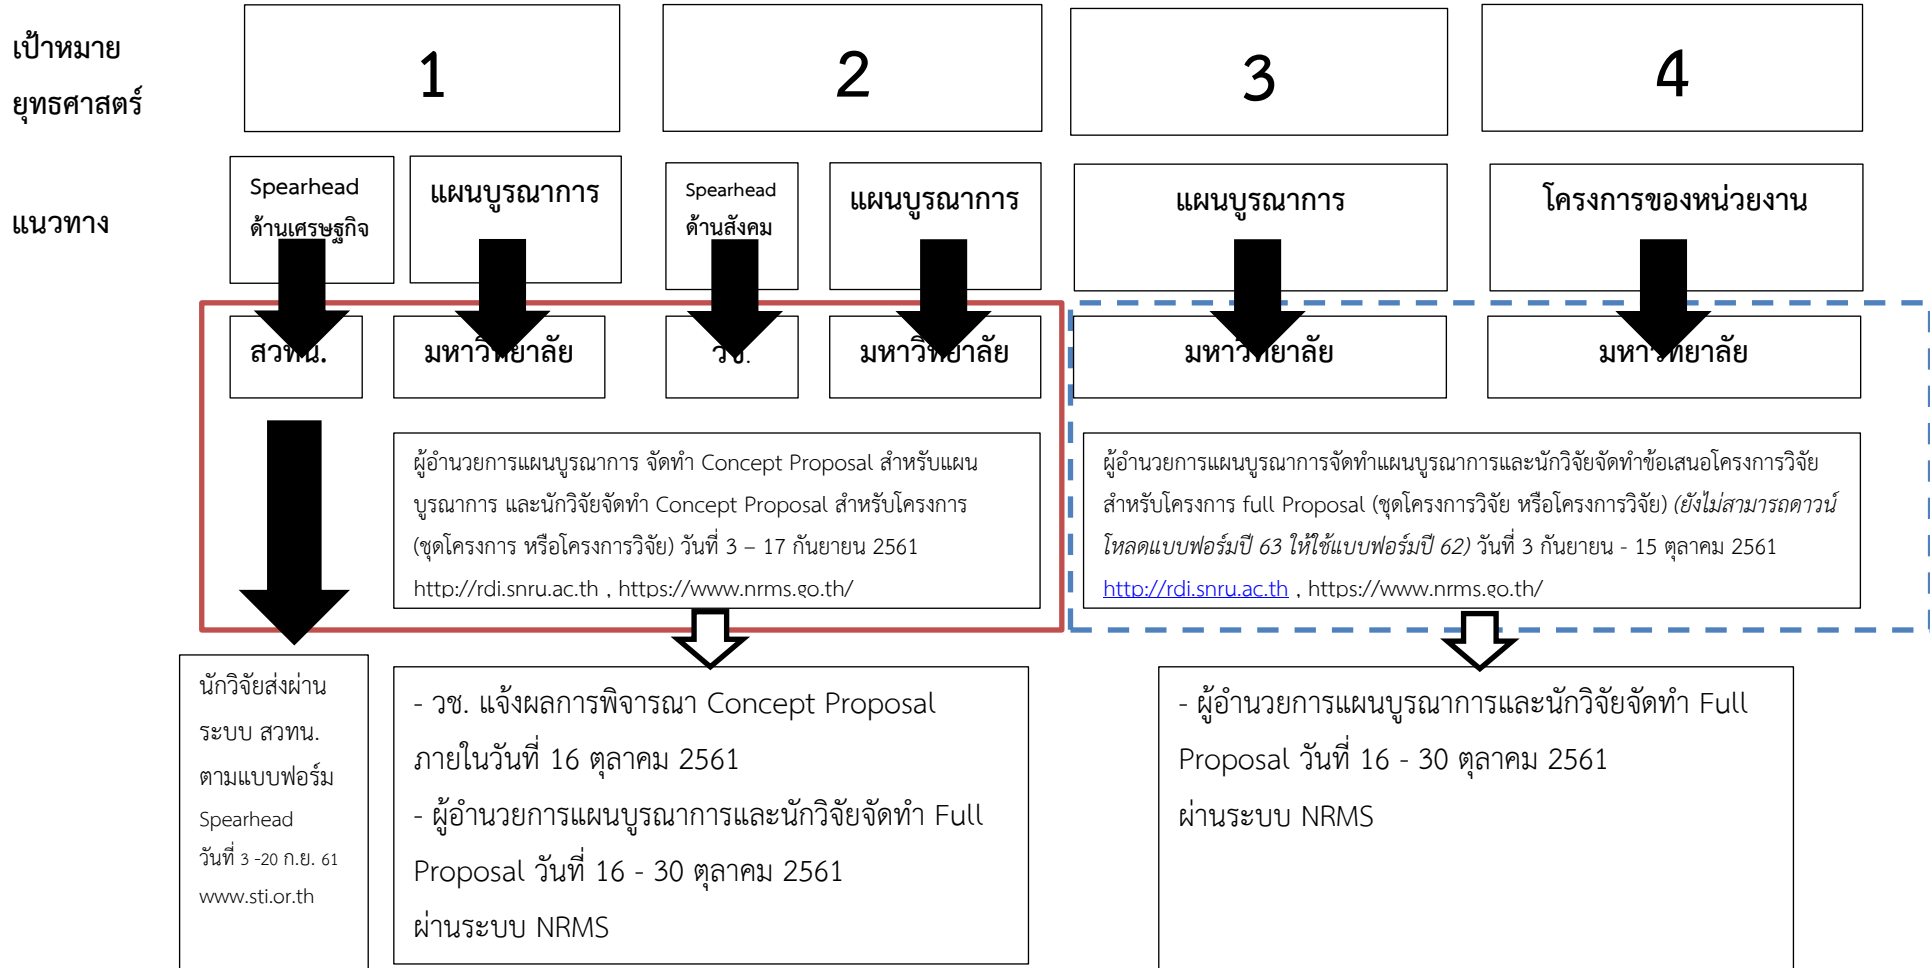 เป้าหมาย
ยุทธศาสตร์
1
2
3
4
แนวทาง
Spearhead
ด้านเศรษฐกิจ
แผนบูรณาการ
Spearhead
ด้านสังคม
แผนบูรณาการ
แผนบูรณาการ
โครงการของหน่วยงาน
สวทน.
มหาวิทยาลัย
วช.
มหาวิทยาลัย
มหาวิทยาลัย
มหาวิทยาลัย
ผู้อำนวยการแผนบูรณาการ จัดทำ Concept Proposal สำหรับแผน
บูรณาการ และนักวิจัยจัดทำ Concept Proposal สำหรับโครงการ
(ชุดโครงการ หรือโครงการวิจัย) วันที่ 3 – 17 กันยายน 2561
http://rdi.snru.ac.th , https://www.nrms.go.th/
ผู้อำนวยการแผนบูรณาการจัดทำแผนบูรณาการและนักวิจัยจัดทำข้อเสนอโครงการวิจัย
สำหรับโครงการ full Proposal (ชุดโครงการวิจัย หรือโครงการวิจัย) (ยังไม่สามารถดาวน์
โหลดแบบฟอร์มปี 63 ให้ใช้แบบฟอร์มปี 62) วันที่ 3 กันยายน - 15 ตุลาคม 2561
http://rdi.snru.ac.th , https://www.nrms.go.th/
นักวิจัยส่งผ่าน
ระบบ สวทน.
ตามแบบฟอร์ม
Spearhead
วันที่ 3 -20 ก.ย. 61
www.sti.or.th
- วช. แจ้งผลการพิจารณา Concept Proposal
ภายในวันที่ 16 ตุลาคม 2561
- ผู้อำนวยการแผนบูรณาการและนักวิจัยจัดทำ Full
Proposal วันที่ 16 - 30 ตุลาคม 2561
ผ่านระบบ NRMS
- ผู้อำนวยการแผนบูรณาการและนักวิจัยจัดทำ Full
Proposal วันที่ 16 - 30 ตุลาคม 2561
ผ่านระบบ NRMS